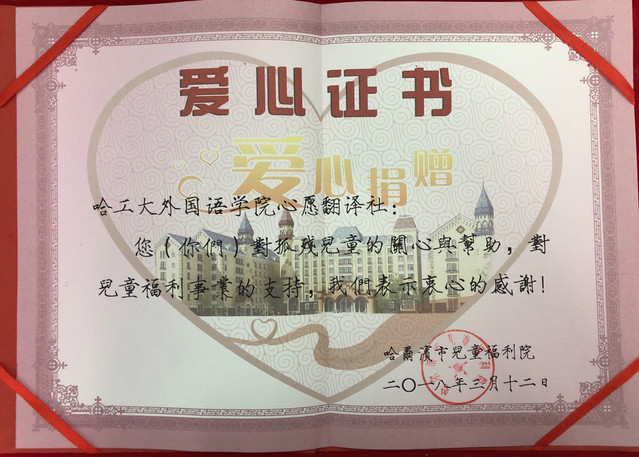 爱心证书
爱心捐赠
哈工大外国语学院心愿翻译社：
您（你們）對孤残兒童的關心與幫助，對
兒童福利事業的支持，我們表示衷心的感謝！
哈爾濱市兒童福利院
二〇一八年三月十二日